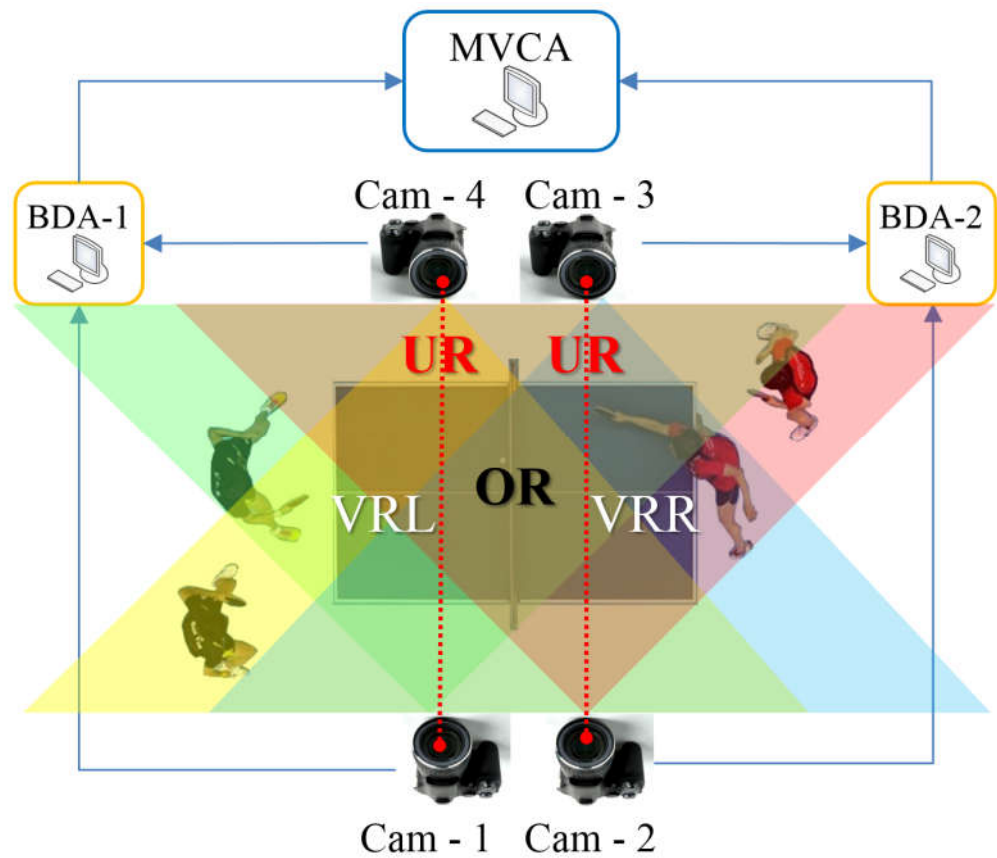 MVCA
Cam - 4
Cam - 3
BDA-1
BDA-2
UR
UR
OR
VRL
VRR
Cam - 1
Cam - 2